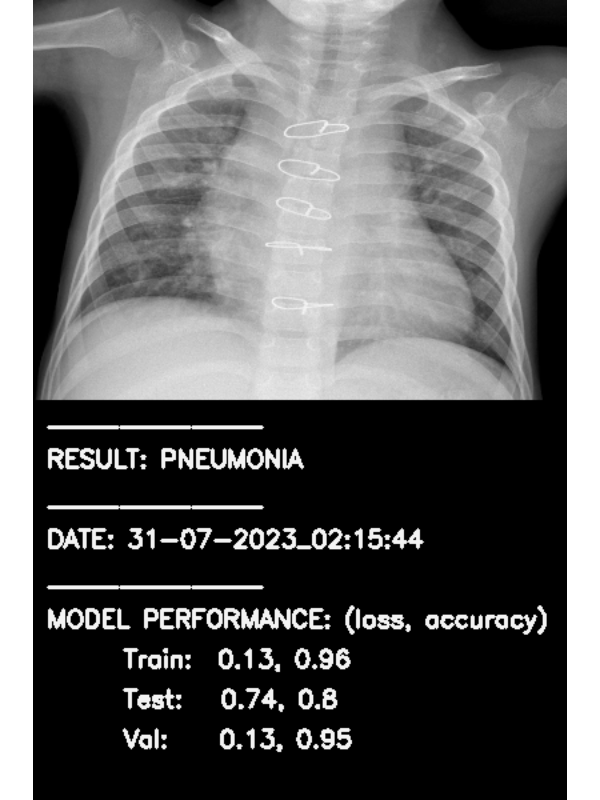 RESULT: PNEUMONIA
DATE: 31-07-2023_02:15:44
MODEL PERFORMANCE: (loss, accuracy)
Train: 0.13, 0.96
Test: 0.74, 0.8
Val: 0.13, 0.95